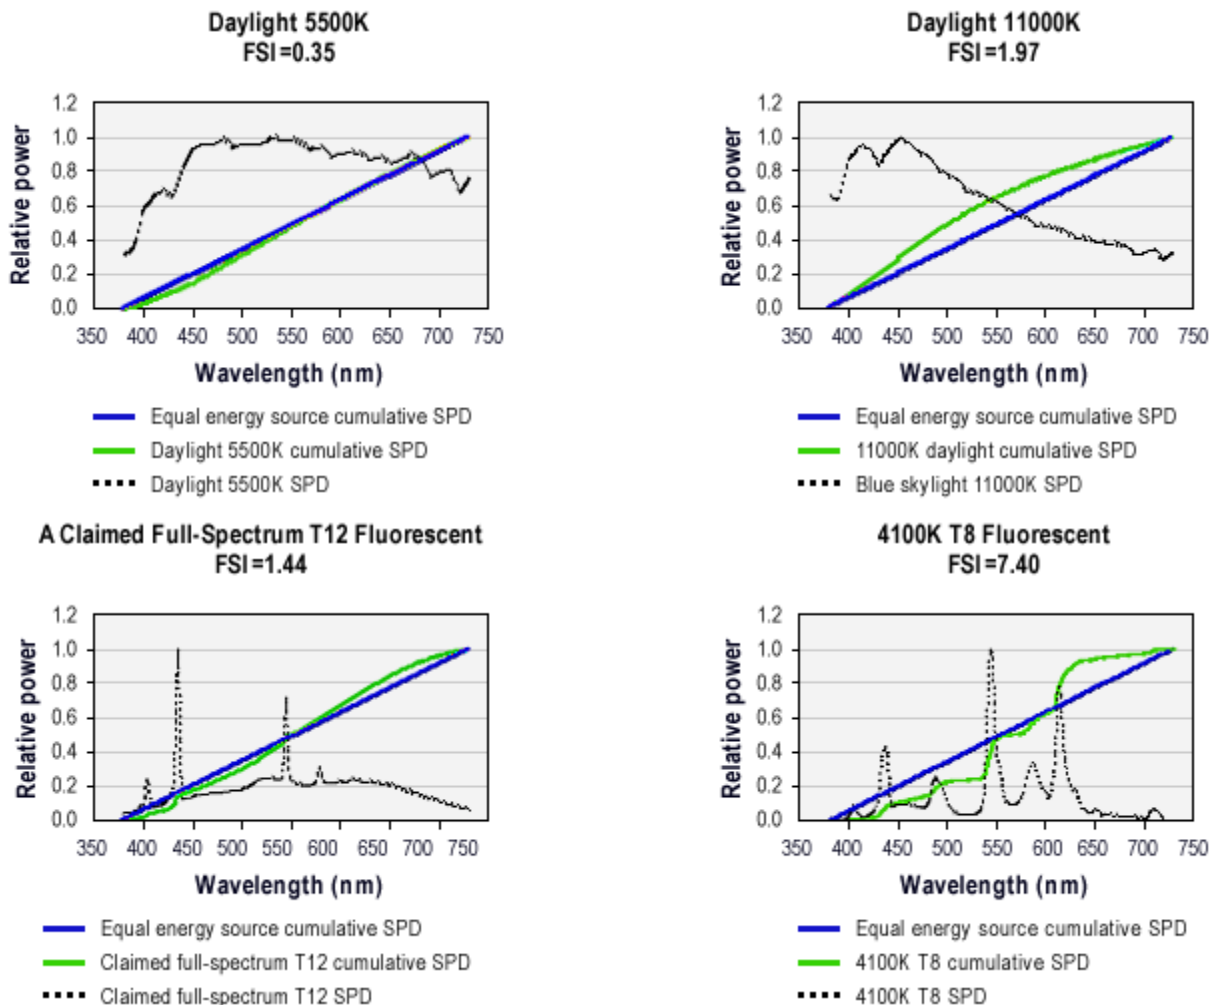 Daylight 5500K
FSI=0.35
Relative power
1.2
1.0
0.8
0.6
0.4
0.2
0.0
350 400 450 500 550 600 650 700 750
Wavelength (nm)
Equal energy source cumulative SPD
Daylight 5500K cumulative SPD
Daylight 5500K SPD
Daylight 11000K
FSI=1.97
Relative power
1.2
1.0
0.8
0.6
0.4
0.2
0.0
350 400 450 500 550 600 650 700 750
Wavelength (nm)
Equal energy source cumulative SPD
11000K daylight cumulative SPD
Blue skylight 11000K SPD
A Claimed Full-Spectrum T12 Fluorescent
FSI=1.44
Relative power
1.2
1.0
0.8
0.6
0.4
0.2
0.0
350 400 450 500 550 600 650 700 750
Wavelength (nm)
Equal energy source cumulative SPD
Claimed full-spectrum T12 cumulative SPD
Claimed full-spectrum T12 SPD
4100K T8 Fluorescent
FSI=7.40
Relative power
1.2
1.0
0.8
0.6
0.4
0.2
0.0
350 400 450 500 550 600 650 700 750
Wavelength (nm)
Equal energy source cumulative SPD
4100K T8 cumulative SPD
4100K T8 SPD